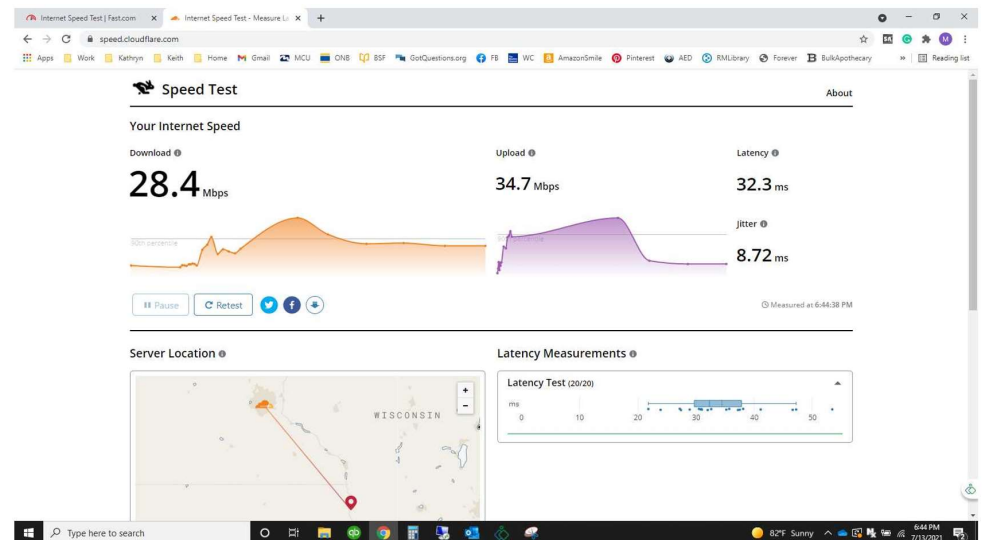 Internet Speed Test | Fast.com
Internet Speed Test - Measure La
speed.cloudflare.com
Apps Work Kathryn Keith Home Gmail MCU ONB BSF GotQuestions.org FB WC AmazonSmile Pinterest AED RMLibrary Forever BulkApothecary » Reading list
Speed Test
About
Your Internet Speed
Download
28.4 Mbps
90th percentile
Upload
34.7 Mbps
90th percentile
Latency
32.3 ms
Jitter
8.72 ms
Pause
Retest
Measured at 6:44:38 PM
Server Location
WISCONSIN
+
−
Latency Measurements
Latency Test (20/20)
ms
0 10 20 30 40 50
Type here to search
82°F Sunny
6:44 PM
7/13/2021